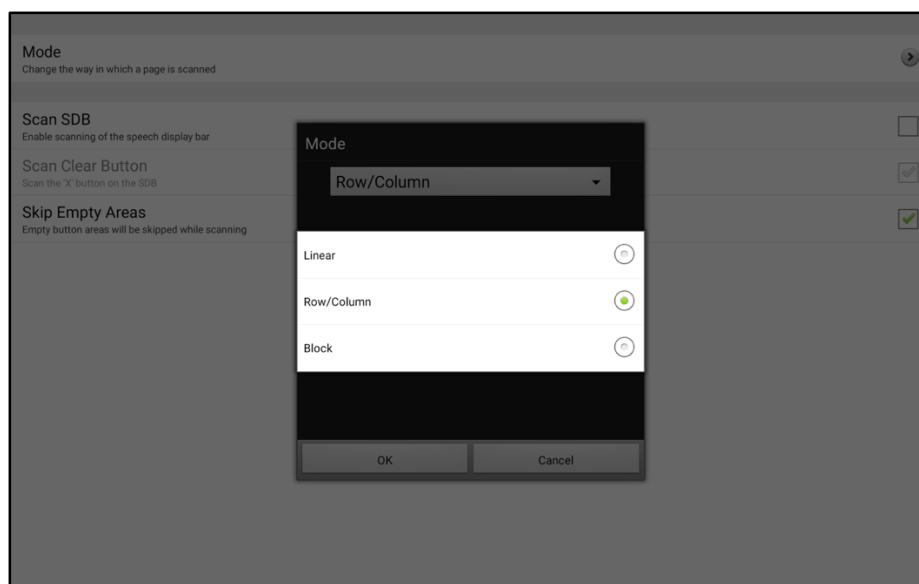 Mode
Change the way in which a page is scanned
Scan SDB
Enable scanning of the speech display bar
Scan Clear Button
Scan the 'X' button on the SDB
Skip Empty Areas
Empty button areas will be skipped while scanning
Mode
Row/Column
Linear
Row/Column
Block
OK
Cancel